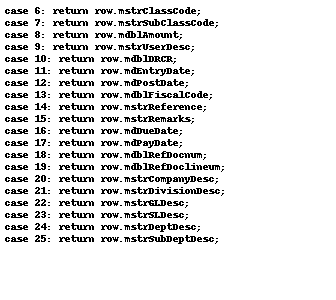 case 6: return row.mstrClassCode;
case 7: return row.mstrSubClassCode;
case 8: return row.mdblAmount;
case 9: return row.mstrUserDesc;
case 10: return row.mdblDRCR;
case 11: return row.mdEntryDate;
case 12: return row.mdPostDate;
case 13: return row.mdblFiscalCode;
case 14: return row.mstrReference;
case 15: return row.mstrRemarks;
case 16: return row.mdDueDate;
case 17: return row.mdPayDate;
case 18: return row.mdblRefDocnum;
case 19: return row.mdblRefDoclineum;
case 20: return row.mstrCompanyDesc;
case 21: return row.mstrDivisionDesc;
case 22: return row.mstrGLDesc;
case 23: return row.mstrSLDesc;
case 24: return row.mstrDeptDesc;
case 25: return row.mstrSubDeptDesc;